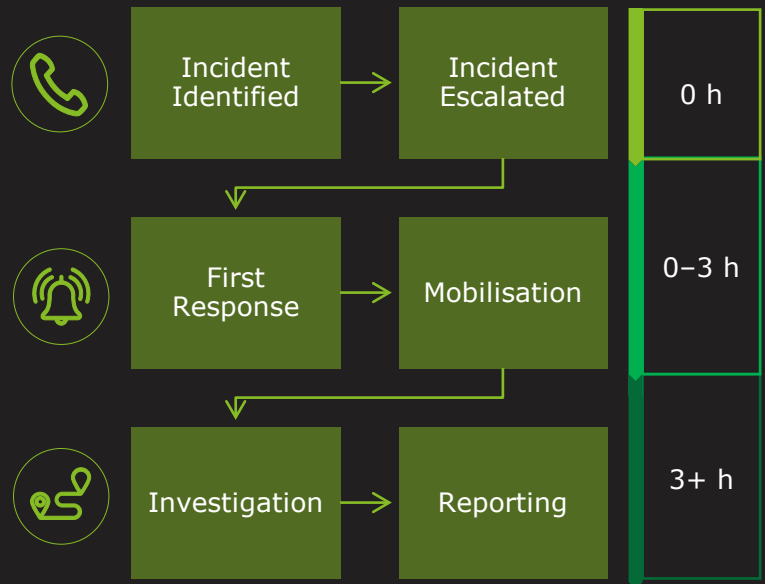 Incident
Identified
Incident
Escalated
0 h
First
Response
Mobilisation
0–3 h
Investigation
Reporting
3+ h